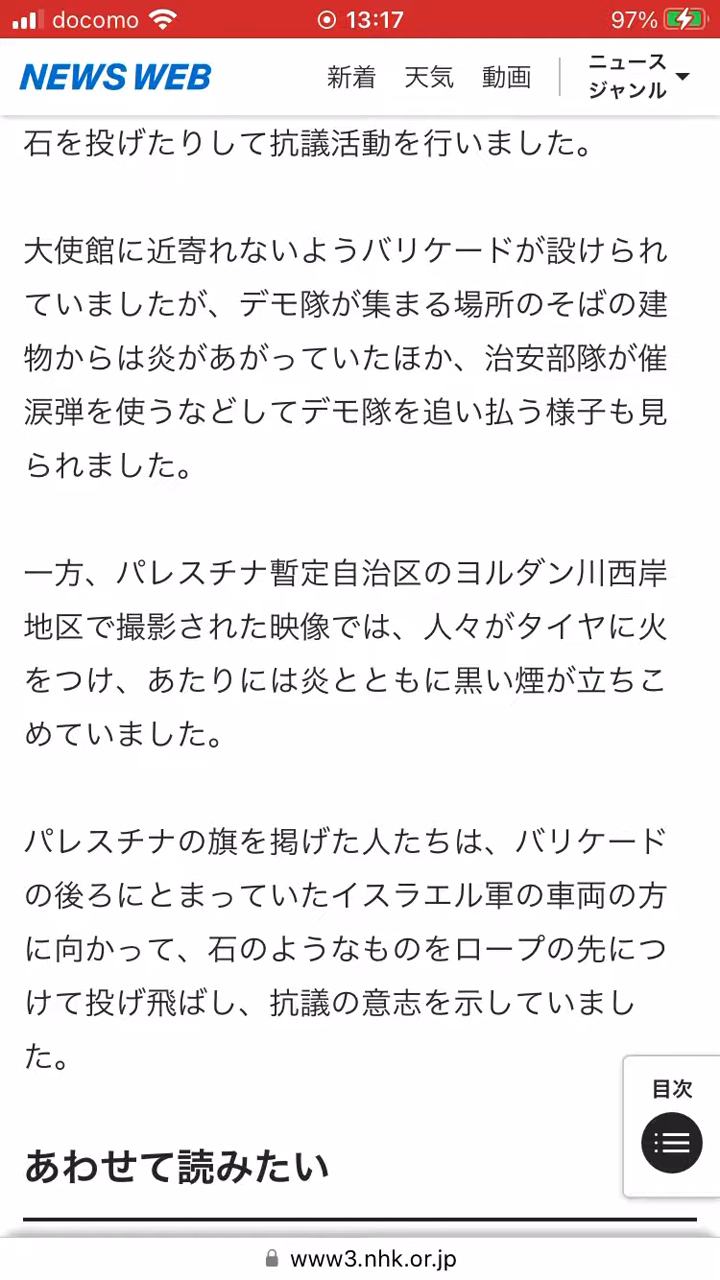 docomo 13:17 97%
NEWS WEB 新着 天気 動画 ニュース
ジャンル
石を投げたりして抗議活動を行いました。
大使館に近寄れないようバリケードが設けられ
ていましたが、デモ隊が集まる場所のそばの建
物からは炎があがっていたほか、治安部隊が催
涙弾を使うなどしてデモ隊を追い払う様子も見
られました。
一方、パレスチナ暫定自治区のヨルダン川西岸
地区で撮影された映像では、人々がタイヤに火
をつけ、あたりには炎とともに黒い煙が立ちこ
めていました。
パレスチナの旗を掲げた人たちは、バリケード
の後ろにとまっていたイスラエル軍の車両の方
に向かって、石のようなものをロープの先につ
けて投げ飛ばし、抗議の意志を示していまし
た。
目次
あわせて読みたい
www3.nhk.or.jp